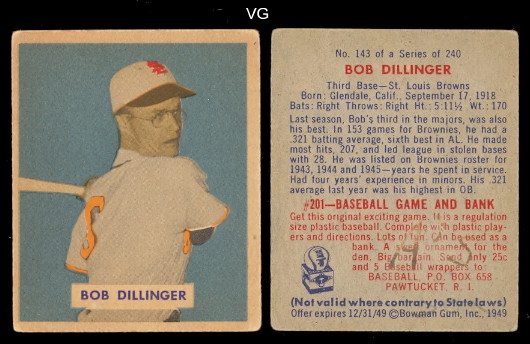 VG
S
BOB DILLINGER
No. 143 of a Series of 240
BOB DILLINGER
Third Base—St. Louis Browns
Born: Glendale, Calif., September 17, 1918
Bats: Right Throws: Right Ht.: 5:11½ Wt.: 170
Last season, Bob's third in the majors, was also
his best. In 153 games for Brownies, he had a
.321 batting average, sixth best in AL. He made
most hits, 207, and led league in stolen bases
with 28. He was listed on Brownies roster for
1943, 1944 and 1945—years he spent in service.
Had four years' experience in minors. His .321
average last year was his highest in OB.
#201—BASEBALL GAME AND BANK
Get this original exciting game. It is a regulation
size plastic baseball. Complete with plastic play-
ers and directions. Lots of fun. Can be used as a
bank. A swell ornament for the
den. Big bargain. Send only 25c
and 5 Baseball wrappers to:
BASEBALL, P.O. BOX 658
PAWTUCKET, R. I.
143
(Not valid where contrary to State laws)
Offer expires 12/31/49 ©Bowman Gum, Inc., 1949